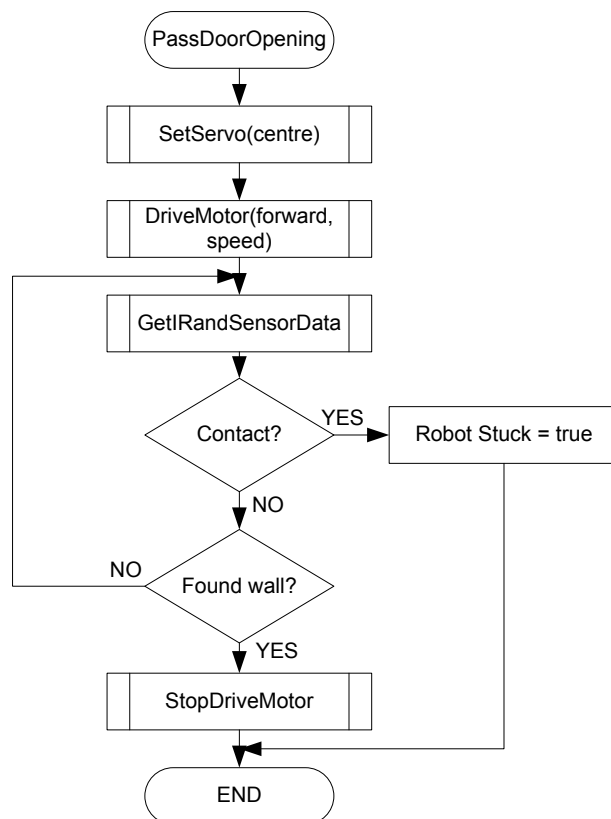 PassDoorOpening
SetServo(centre)
DriveMotor(forward,
speed)
GetIRandSensorData
Contact?
YES
Robot Stuck = true
NO
Found wall?
NO
YES
StopDriveMotor
END